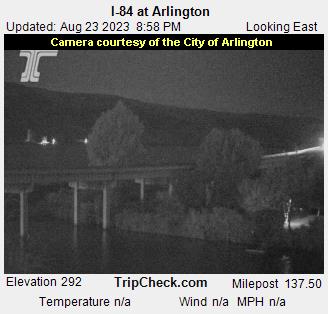 I-84 at Arlington
Updated: Aug 23 2023 8:58 PM Looking East
Camera courtesy of the City of Arlington
Elevation 292 TripCheck.com Milepost 137.50
Temperature n/a Wind n/a MPH n/a